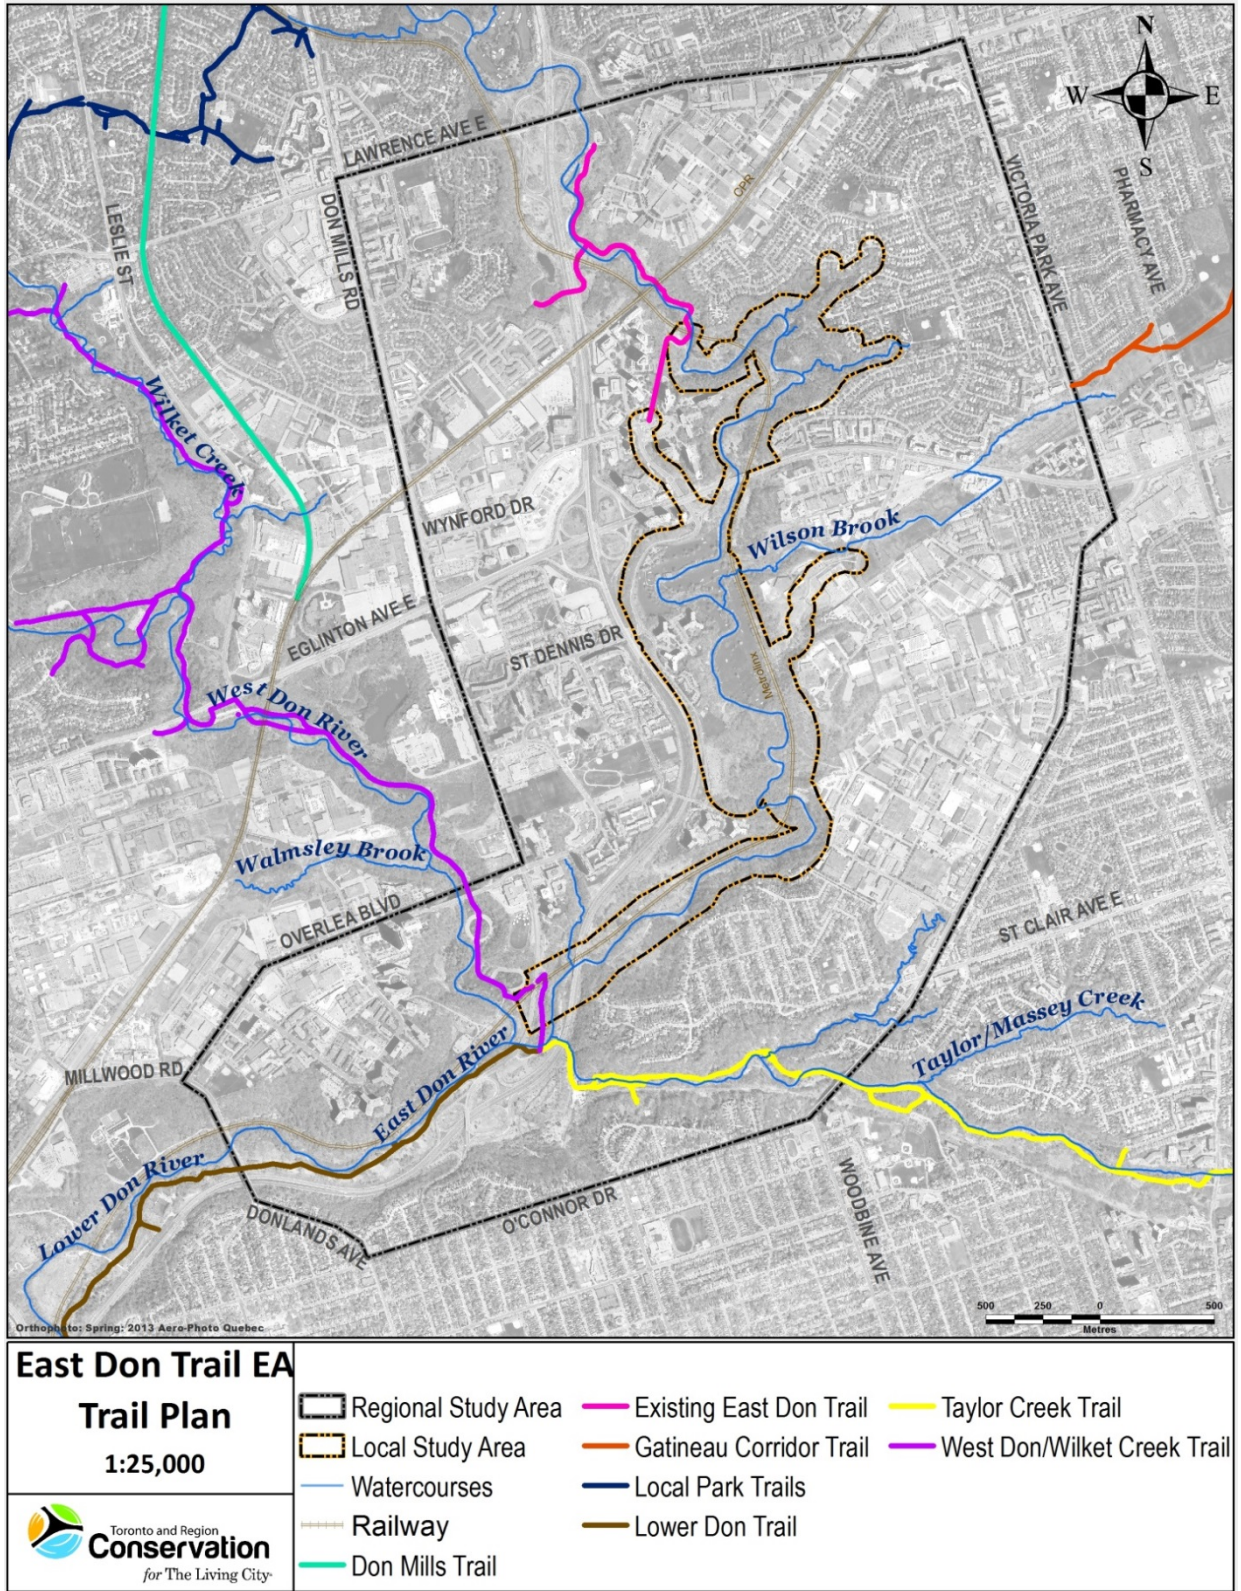 N
W
E
S
LAWRENCE AVE E
CPR
VICTORIA PARK AVE
PHARMACY AVE
LESLIE ST
DON MILLS RD
Wilket Creek
WYNFORD DR
Wilson Brook
EGLINTON AVE E
ST DENNIS DR
Metrolinx
West Don River
Walmsley Brook
OVERLEA BLVD
ST CLAIR AVE E
Taylor/Massey Creek
MILLWOOD RD
East Don River
Lower Don River
DONLANDS AVE
O'CONNOR DR
WOODBINE AVE
500 250 0 500
Metres
Orthophoto: Spring: 2013 Aero-Photo Quebec
East Don Trail EA
Trail Plan
1:25,000
Toronto and Region
Conservation
for The Living City
Regional Study Area
Local Study Area
Watercourses
Railway
Don Mills Trail
Existing East Don Trail
Gatineau Corridor Trail
Local Park Trails
Lower Don Trail
Taylor Creek Trail
West Don/Wilket Creek Trail